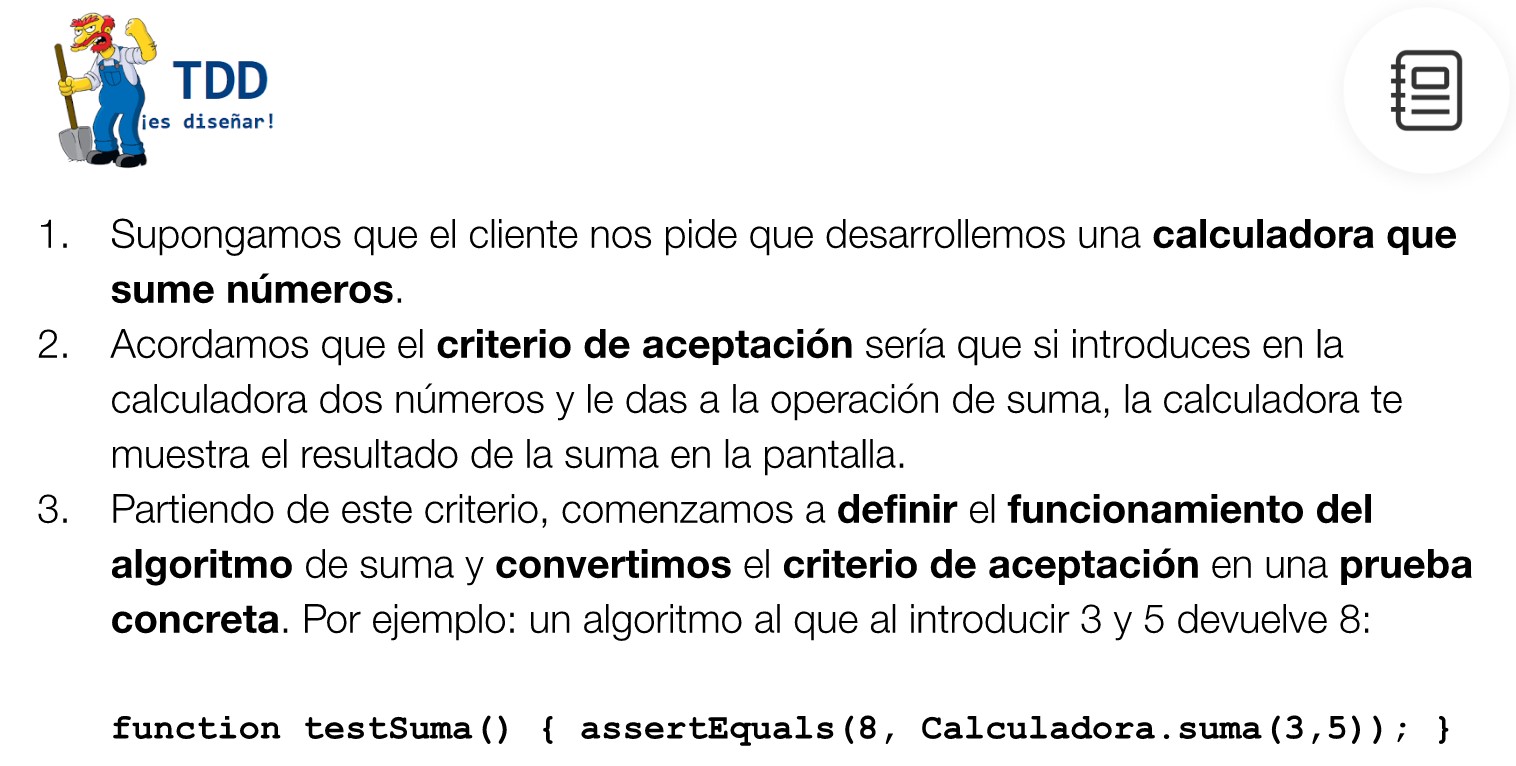 TDD
¡es diseñar!
1. Supongamos que el cliente nos pide que desarrollemos una calculadora que
sume números.
2. Acordamos que el criterio de aceptación sería que si introduces en la
calculadora dos números y le das a la operación de suma, la calculadora te
muestra el resultado de la suma en la pantalla.
3. Partiendo de este criterio, comenzamos a definir el funcionamiento del
algoritmo de suma y convertimos el criterio de aceptación en una prueba
concreta. Por ejemplo: un algoritmo al que al introducir 3 y 5 devuelve 8:
function testSuma() { assertEquals(8, Calculadora.suma(3,5)); }